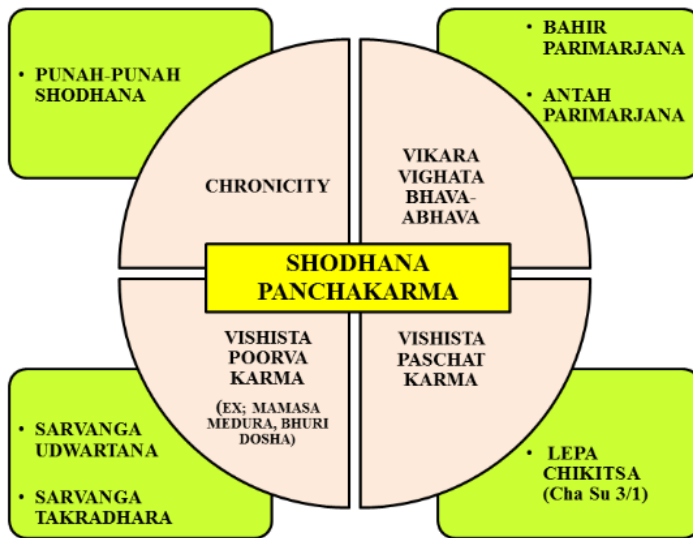 • PUNAH-PUNAH
SHODHANA
• BAHIR
PARIMARJANA
• ANTAH
PARIMARJANA
CHRONICITY
VIKARA
VIGHATA
BHAVA-
ABHAVA
SHODHANA
PANCHAKARMA
VISHISTA
POORVA
KARMA
(EX; MAMASA
MEDURA, BHURI
DOSHA)
VISHISTA
PASCHAT
KARMA
• SARVANGA
UDWARTANA
• SARVANGA
TAKRADHARA
• LEPA
CHIKITSA
(Cha Su 3/1)